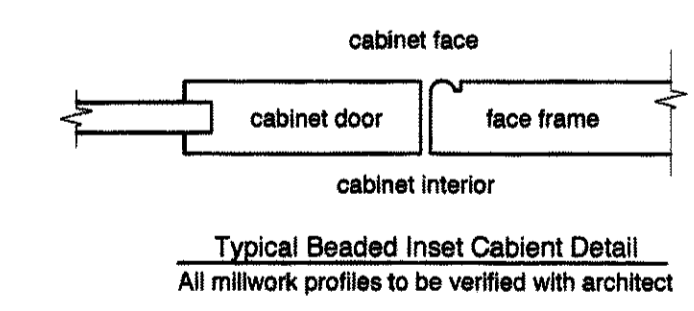 cabinet face
cabinet door face frame
cabinet interior
Typical Beaded Inset Cabient Detail
All millwork profiles to be verified with architect